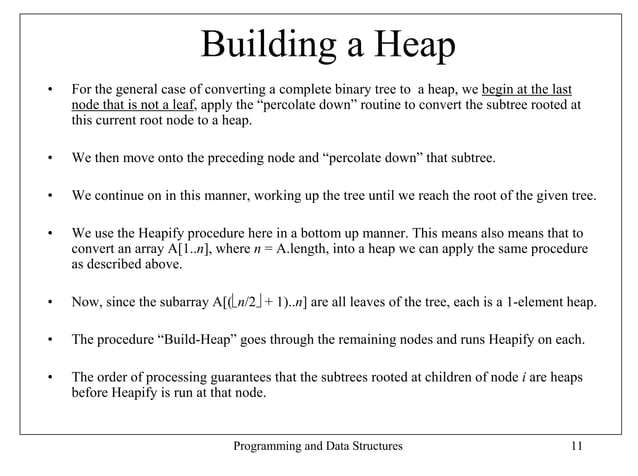 Building a Heap
• For the general case of converting a complete binary tree to a heap, we begin at the last
node that is not a leaf, apply the “percolate down” routine to convert the subtree rooted at
this current root node to a heap.
• We then move onto the preceding node and “percolate down” that subtree.
• We continue on in this manner, working up the tree until we reach the root of the given tree.
• We use the Heapify procedure here in a bottom up manner. This means also means that to
convert an array A[1..n], where n = A.length, into a heap we can apply the same procedure
as described above.
• Now, since the subarray A[(⌊n/2⌋ + 1)..n] are all leaves of the tree, each is a 1-element heap.
• The procedure “Build-Heap” goes through the remaining nodes and runs Heapify on each.
• The order of processing guarantees that the subtrees rooted at children of node i are heaps
before Heapify is run at that node.
Programming and Data Structures 11